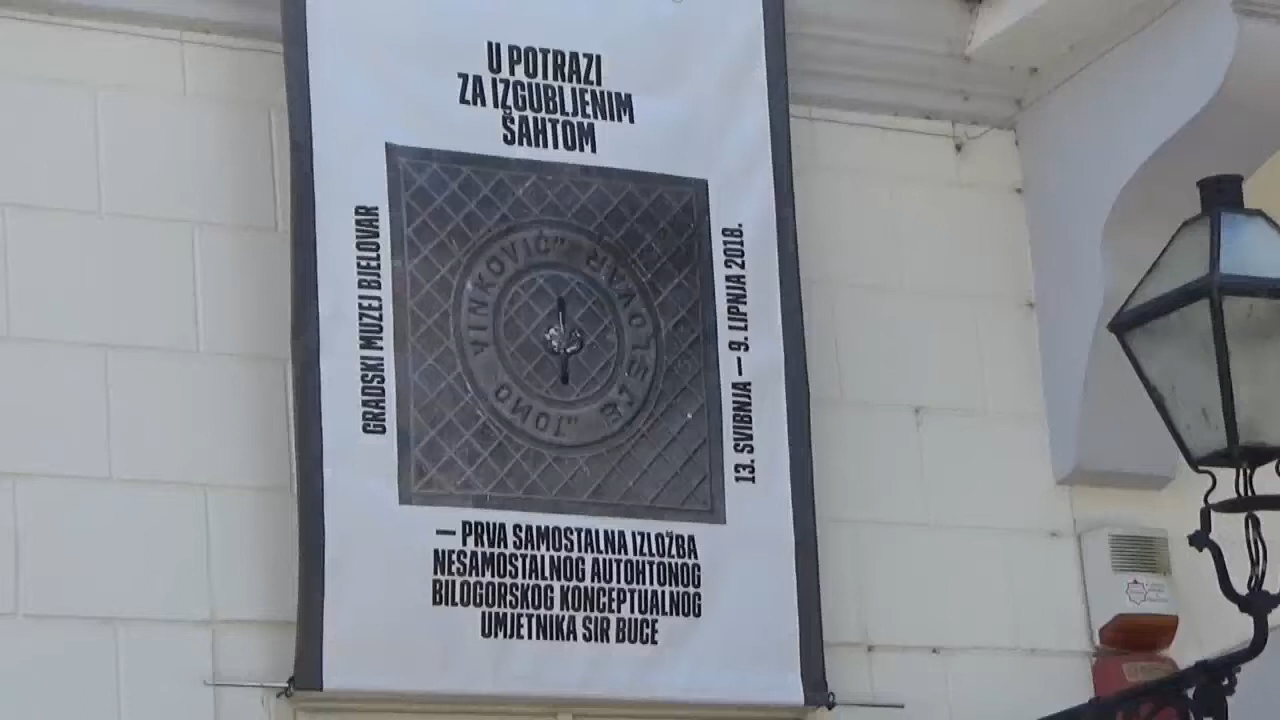 U POTRAZI
ZA IZGUBLJENIM
ŠAHTOM
GRADSKI MUZEJ BJELOVAR
"TOMO VINKOVIĆ" BJELOVAR
13. SVIBNJA — 9. LIPNJA 2018.
— PRVA SAMOSTALNA IZLOŽBA
NESAMOSTALNOG AUTOHTONOG
BILOGORSKOG KONCEPTUALNOG
UMJETNIKA SIR BUCE